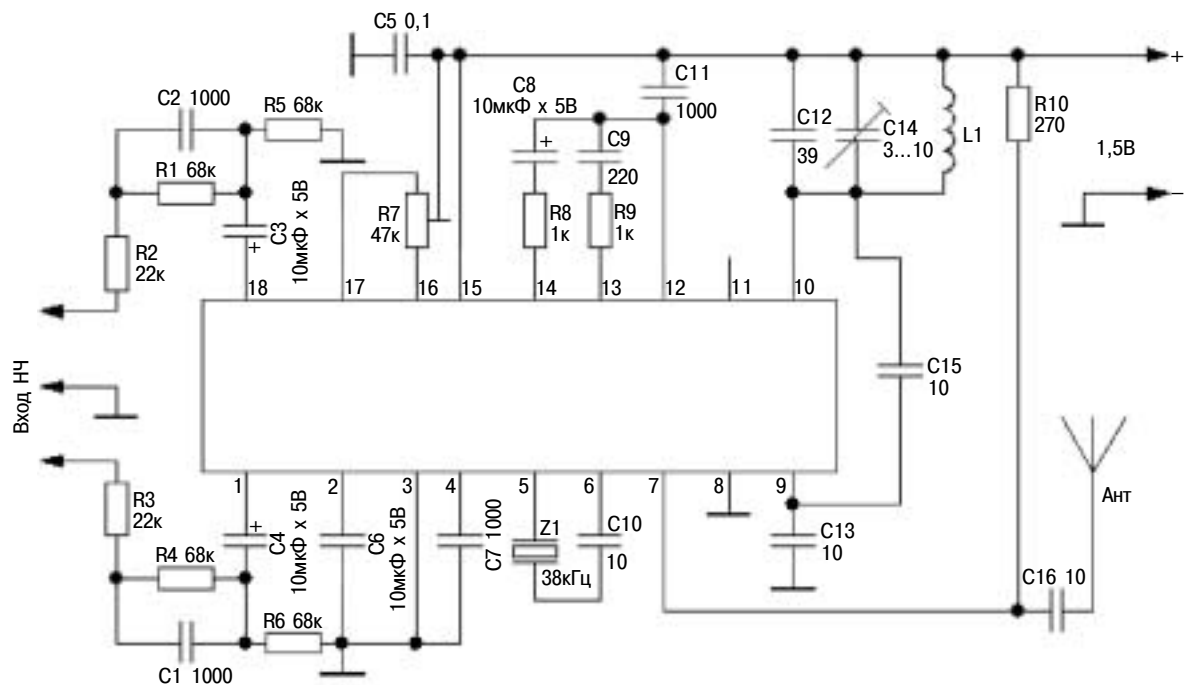 C5 0,1
+
C2 1000
R5 68к
C8
10мкФ x 5В
C11
1000
R10
270
C12
39
C14
3...10
L1
1,5В
−
R1 68к
C3
10мкФ x 5В
+
R7
47к
+
C9
220
R8
1к
R9
1к
R2
22к
18
17
16
15
14
13
12
11
10
Вход НЧ
C15
10
1
2
3
4
5
6
7
8
9
Ант
R3
22к
+
C4
10мкФ x 5В
C6
10мкФ x 5В
C7 1000
Z1
38кГц
C10
10
C13
10
R4 68к
C16 10
R6 68к
C1 1000